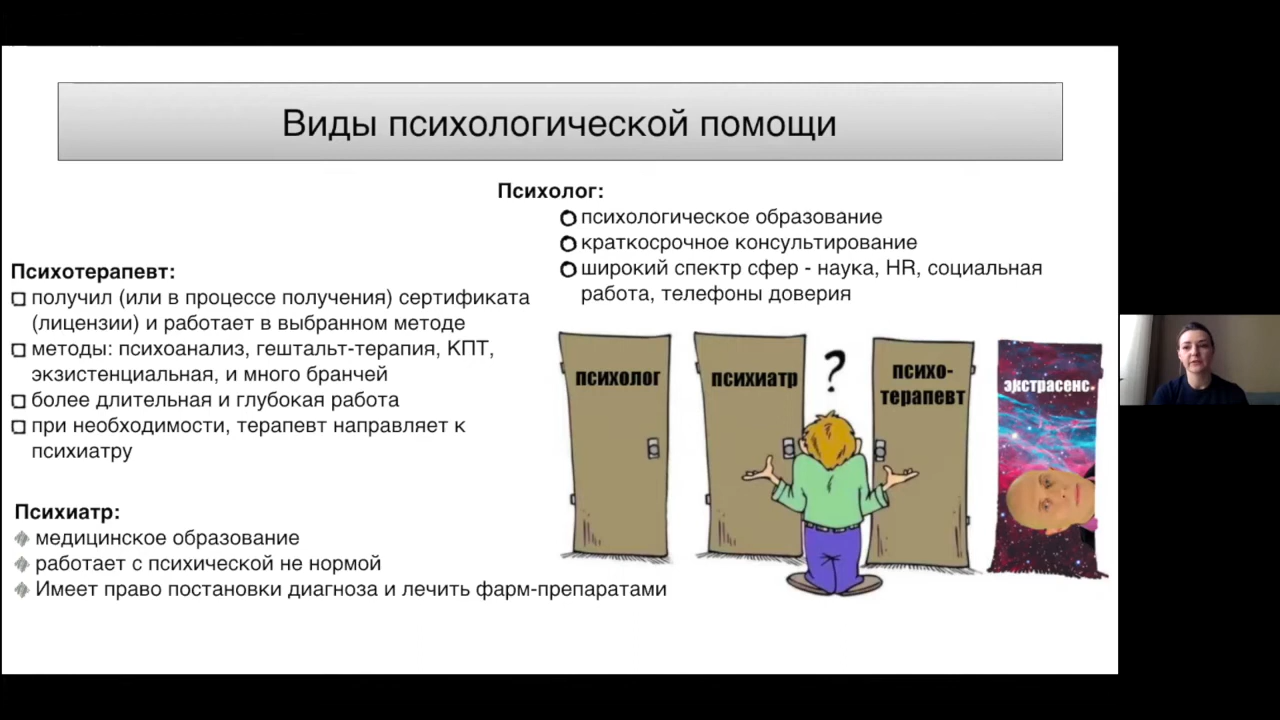 Виды психологической помощи
Психолог:
психологическое образование
краткосрочное консультирование
широкий спектр сфер - наука, HR, социальная
работа, телефоны доверия
Психотерапевт:
получил (или в процессе получения) сертификата
(лицензии) и работает в выбранном методе
методы: психоанализ, гештальт-терапия, КПТ,
экзистенциальная, и много бранчей
более длительная и глубокая работа
при необходимости, терапевт направляет к
психиатру
Психиатр:
медицинское образование
работает с психической не нормой
Имеет право постановки диагноза и лечить фарм-препаратами
психолог
психиатр
?
психо-
терапевт
экстрасенс